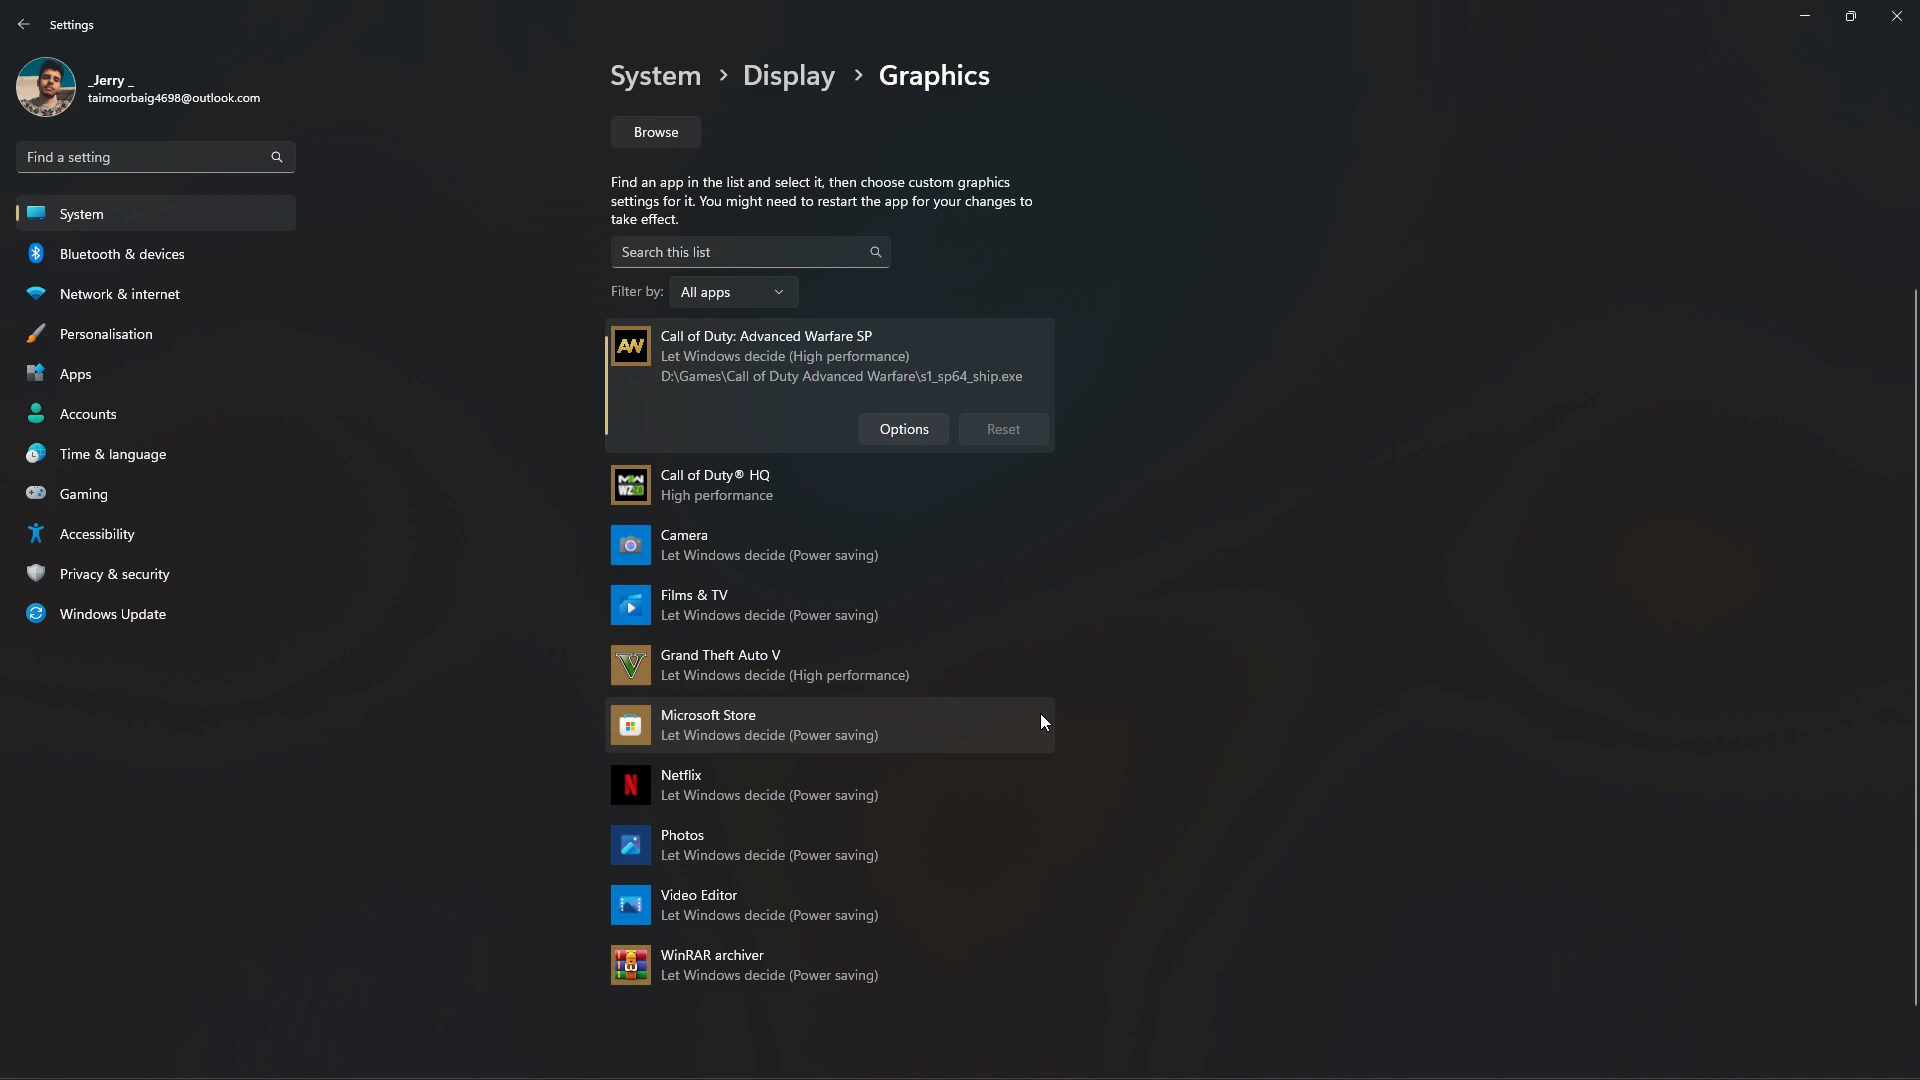 Settings
_Jerry _
taimoorbaig4698@outlook.com
Find a setting
System
Bluetooth & devices
Network & internet
Personalisation
Apps
Accounts
Time & language
Gaming
Accessibility
Privacy & security
Windows Update
System > Display > Graphics
Browse
Find an app in the list and select it, then choose custom graphics
settings for it. You might need to restart the app for your changes to
take effect.
Search this list
Filter by: All apps
AW
Call of Duty: Advanced Warfare SP
Let Windows decide (High performance)
D:\Games\Call of Duty Advanced Warfare\s1_sp64_ship.exe
Options
Reset
MW
WZ2.0
Call of Duty® HQ
High performance
Camera
Let Windows decide (Power saving)
Films & TV
Let Windows decide (Power saving)
V
Grand Theft Auto V
Let Windows decide (High performance)
Microsoft Store
Let Windows decide (Power saving)
N
Netflix
Let Windows decide (Power saving)
Photos
Let Windows decide (Power saving)
Video Editor
Let Windows decide (Power saving)
WinRAR archiver
Let Windows decide (Power saving)